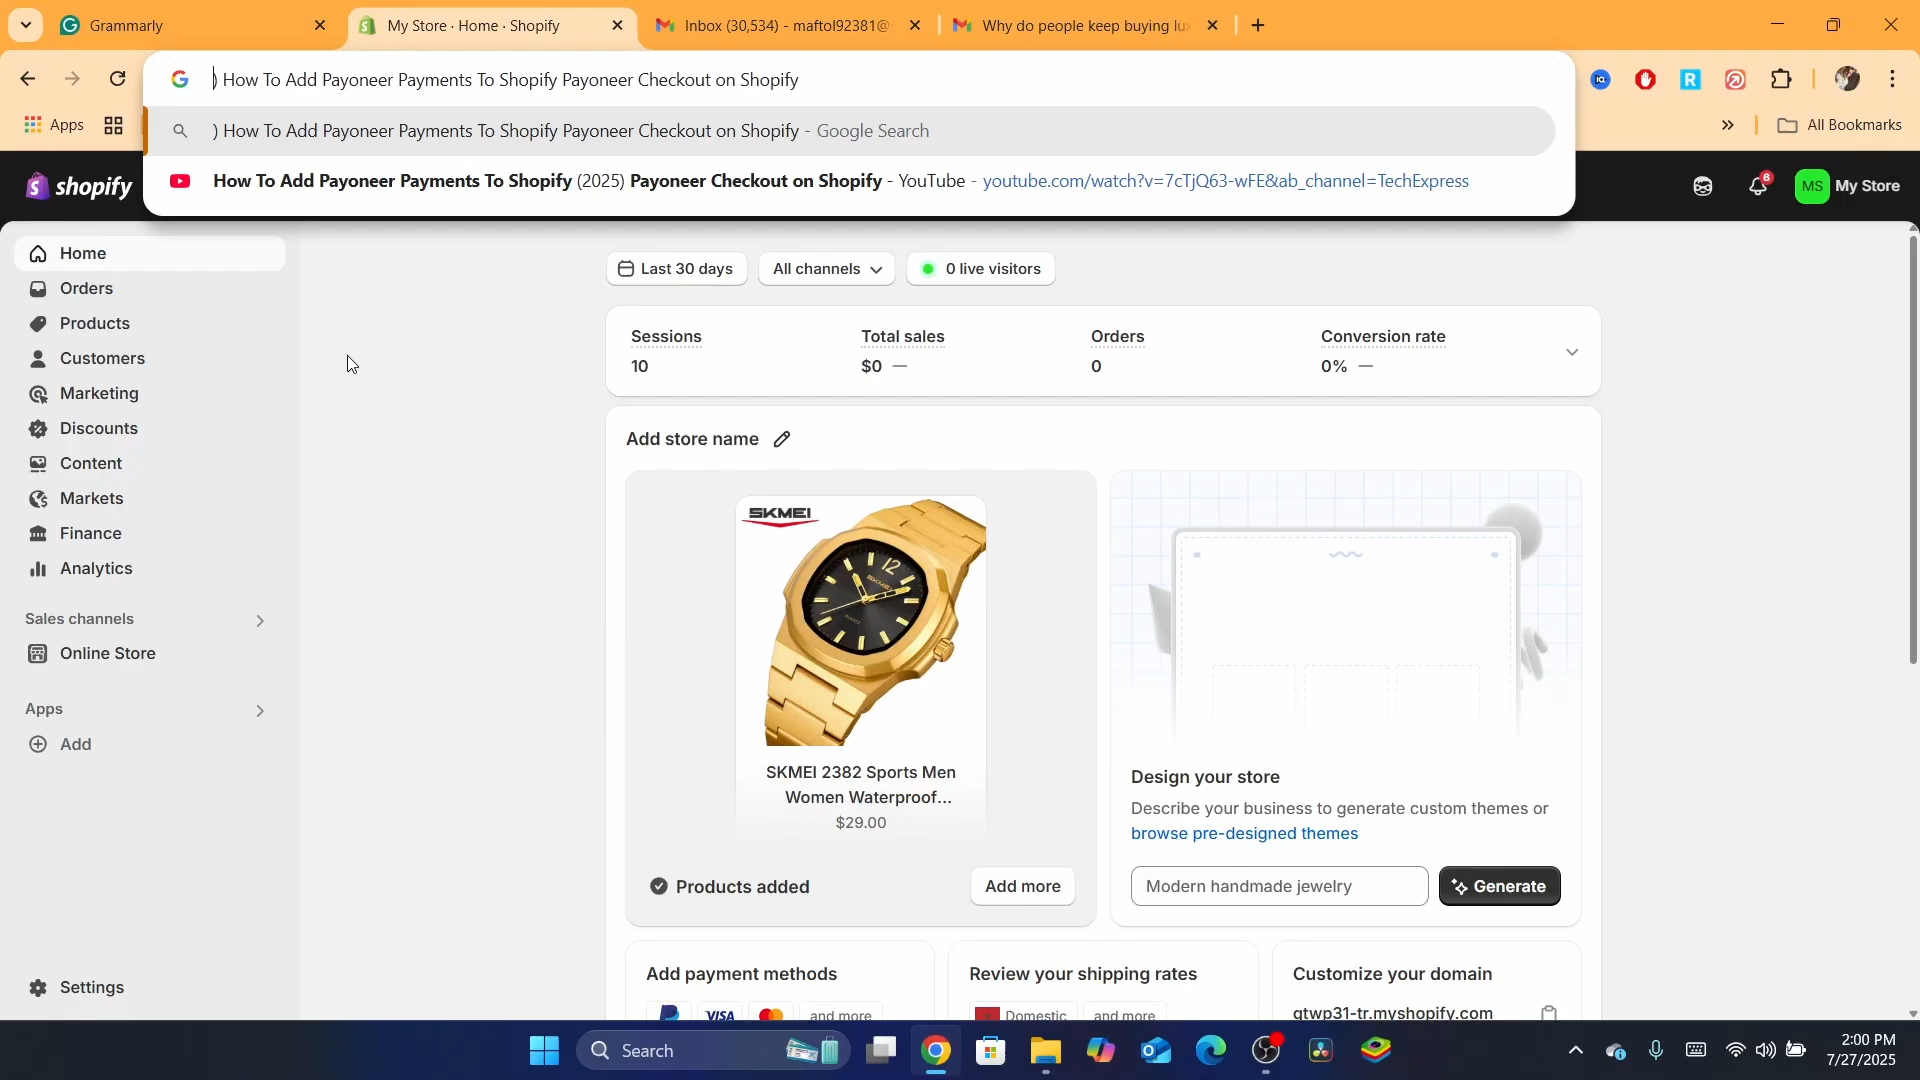 Grammarly
My Store · Home · Shopify
Inbox (30,534) - maftol92381@
Why do people keep buying lux
) How To Add Payoneer Payments To Shopify Payoneer Checkout on Shopify
) How To Add Payoneer Payments To Shopify Payoneer Checkout on Shopify - Google Search
How To Add Payoneer Payments To Shopify (2025) Payoneer Checkout on Shopify - YouTube - youtube.com/watch?v=7cTjQ63-wFE&ab_channel=TechExpress
Apps
All Bookmarks
shopify
6
MS
My Store
Home
Orders
Products
Customers
Marketing
Discounts
Content
Markets
Finance
Analytics
Sales channels
Online Store
Apps
Add
Settings
Last 30 days
All channels
0 live visitors
Sessions
10
Total sales
$0 —
Orders
0
Conversion rate
0% —
Add store name
SKMEI
12
SKMEI
QUARTZ
SKMEI 2382 Sports Men
Women Waterproof...
$29.00
Products added
Add more
Design your store
Describe your business to generate custom themes or
browse pre-designed themes
Modern handmade jewelry
Generate
Add payment methods
VISA
and more
Review your shipping rates
Domestic
and more
Customize your domain
qtwp31-tr.myshopify.com
Search
2:00 PM
7/27/2025